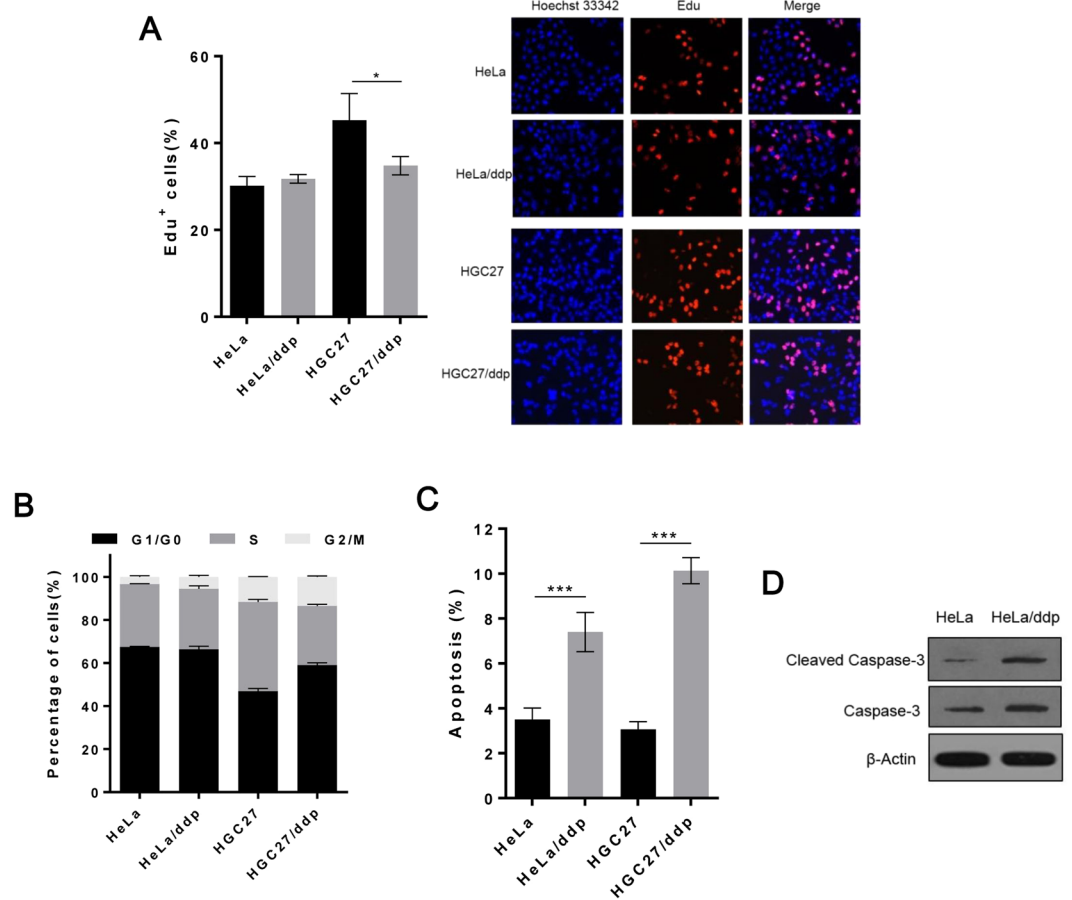 A
Hoechst 33342 Edu Merge
Edu+ cells(%)
60
40
20
0
*
HeLa
HeLa/ddp
HGC27
HGC27/ddp
HeLa
HeLa/ddp
HGC27
HGC27/ddp
B
G1/G0 S G2/M
Percentage of cells(%)
100
80
60
40
20
0
HeLa
HeLa/ddp
HGC27
HGC27/ddp
C
Apoptosis (%)
12
10
8
6
4
2
0
***
***
HeLa
HeLa/ddp
HGC27
HGC27/ddp
D
HeLa HeLa/ddp
Cleaved Caspase-3
Caspase-3
β-Actin